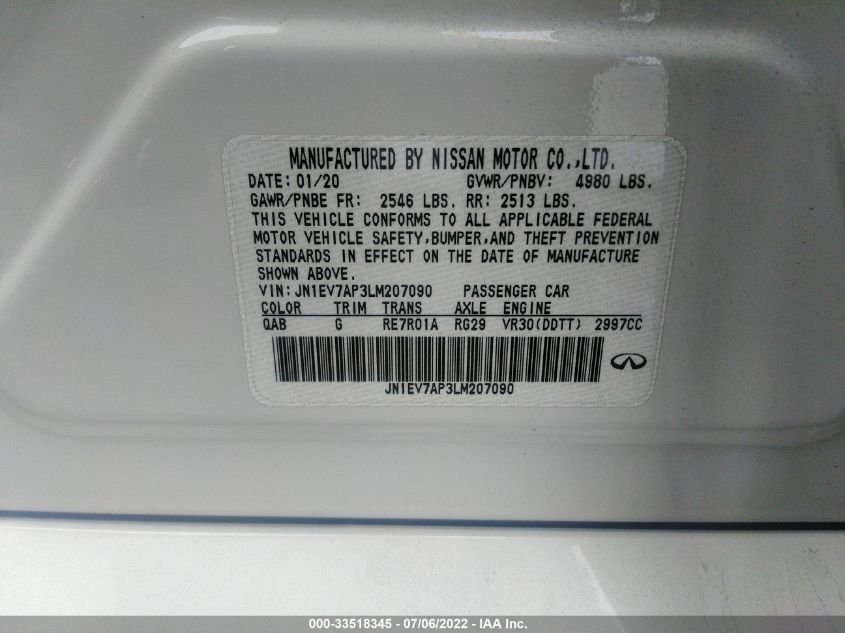 MANUFACTURED BY NISSAN MOTOR CO.,LTD.
DATE: 01/20 GVWR/PNBV: 4980 LBS.
GAWR/PNBE FR: 2546 LBS. RR: 2513 LBS.
THIS VEHICLE CONFORMS TO ALL APPLICABLE FEDERAL
MOTOR VEHICLE SAFETY,BUMPER,AND THEFT PREVENTION
STANDARDS IN EFFECT ON THE DATE OF MANUFACTURE
SHOWN ABOVE.
VIN:JN1EV7AP3LM207090 PASSENGER CAR
COLOR TRIM TRANS AXLE ENGINE
QAB G RE7R01A RG29 VR30(DDTT) 2997CC
JN1EV7AP3LM207090
000-33518345 - 07/06/2022 - IAA Inc.